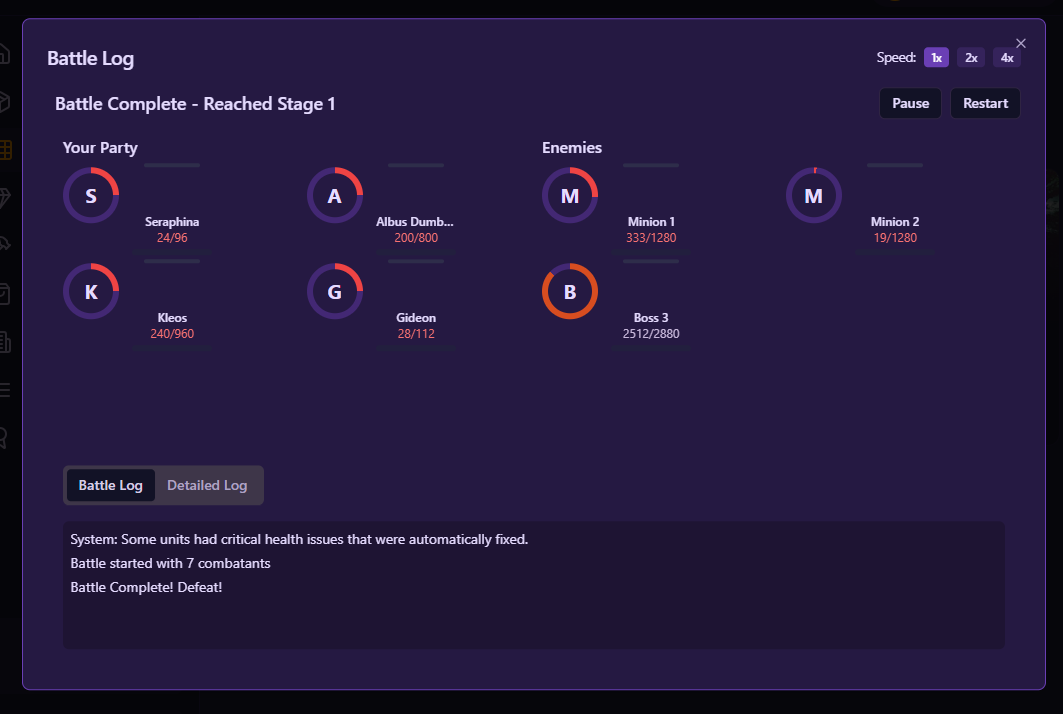 Battle Log
Speed: 1x 2x 4x
Battle Complete - Reached Stage 1
Pause Restart
Your Party
Enemies
S
Seraphina
24/96
A
Albus Dumb...
200/800
M
Minion 1
333/1280
M
Minion 2
19/1280
K
Kleos
240/960
G
Gideon
28/112
B
Boss 3
2512/2880
Battle Log Detailed Log
System: Some units had critical health issues that were automatically fixed.
Battle started with 7 combatants
Battle Complete! Defeat!